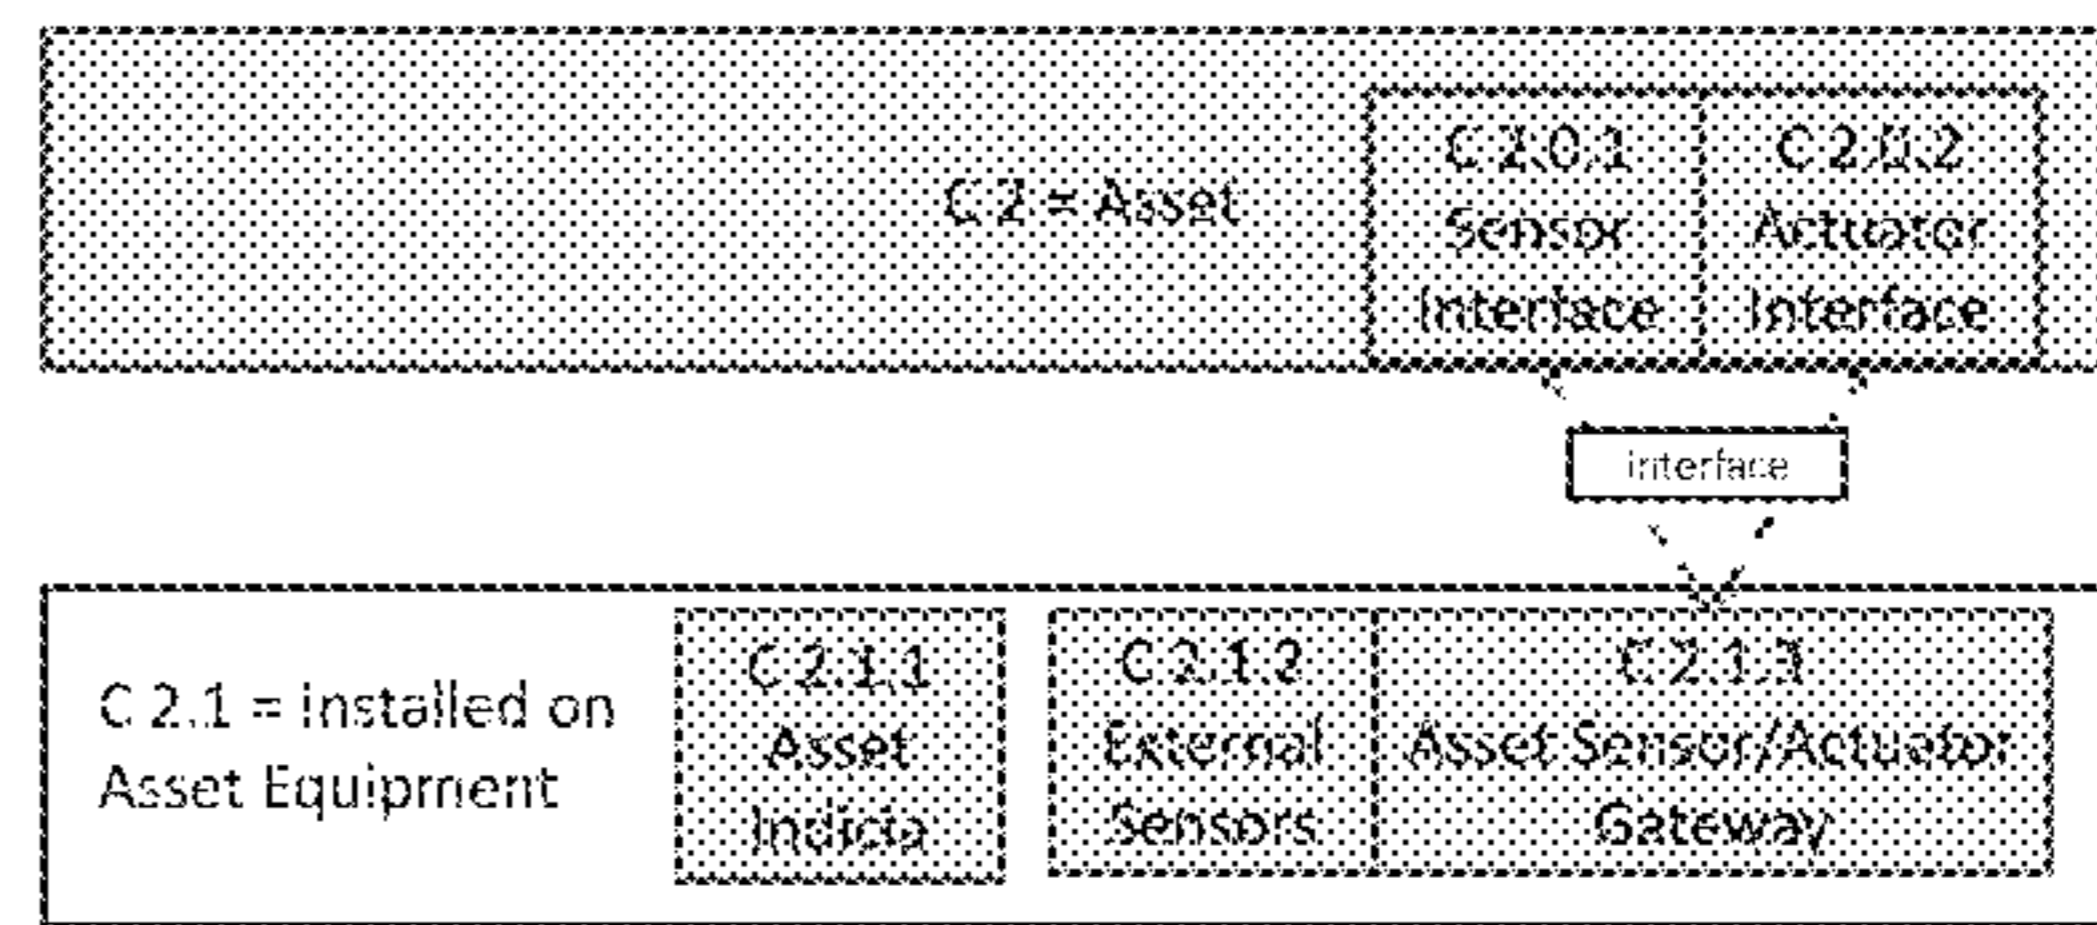 C 2 = Asset
C 2.0.1
Sensor
Interface
C 2.0.2
Actuator
Interface
interface
C 2.1 = Installed on
Asset Equipment
C 2.1.1
Asset
Indicia
C 2.1.2
External
Sensors
C 2.1.3
Asset Sensor/Actuator
Gateway